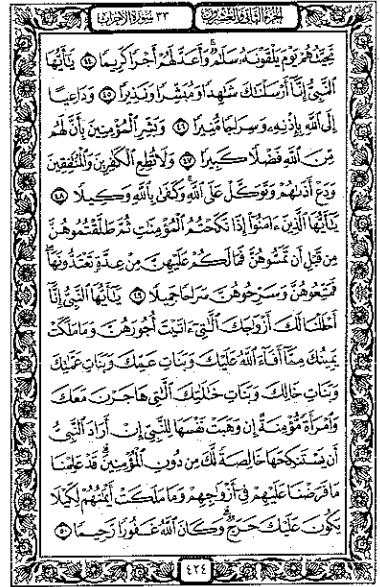 الجزء الثاني والعشرون ٣٣ سورة الأحزاب
تَحِيَّتُهُمْ يَوْمَ يَلْقَوْنَهُۥ سَلَٰمٌ وَأَعَدَّ لَهُمْ أَجْرًا كَرِيمًا ٤٤ يَٰٓأَيُّهَا
ٱلنَّبِىُّ إِنَّآ أَرْسَلْنَٰكَ شَٰهِدًا وَمُبَشِّرًا وَنَذِيرًا ٤٥ وَدَاعِيًا
إِلَى ٱللَّهِ بِإِذْنِهِۦ وَسِرَاجًا مُّنِيرًا ٤٦ وَبَشِّرِ ٱلْمُؤْمِنِينَ بِأَنَّ لَهُم
مِّنَ ٱللَّهِ فَضْلًا كَبِيرًا ٤٧ وَلَا تُطِعِ ٱلْكَٰفِرِينَ وَٱلْمُنَٰفِقِينَ
وَدَعْ أَذَىٰهُمْ وَتَوَكَّلْ عَلَى ٱللَّهِ وَكَفَىٰ بِٱللَّهِ وَكِيلًا ٤٨
يَٰٓأَيُّهَا ٱلَّذِينَ ءَامَنُوٓا۟ إِذَا نَكَحْتُمُ ٱلْمُؤْمِنَٰتِ ثُمَّ طَلَّقْتُمُوهُنَّ
مِن قَبْلِ أَن تَمَسُّوهُنَّ فَمَا لَكُمْ عَلَيْهِنَّ مِنْ عِدَّةٍ تَعْتَدُّونَهَا
فَمَتِّعُوهُنَّ وَسَرِّحُوهُنَّ سَرَاحًا جَمِيلًا ٤٩ يَٰٓأَيُّهَا ٱلنَّبِىُّ إِنَّآ
أَحْلَلْنَا لَكَ أَزْوَٰجَكَ ٱلَّٰتِىٓ ءَاتَيْتَ أُجُورَهُنَّ وَمَا مَلَكَتْ
يَمِينُكَ مِمَّآ أَفَآءَ ٱللَّهُ عَلَيْكَ وَبَنَاتِ عَمِّكَ وَبَنَاتِ عَمَّٰتِكَ
وَبَنَاتِ خَالِكَ وَبَنَاتِ خَٰلَٰتِكَ ٱلَّٰتِى هَاجَرْنَ مَعَكَ
وَٱمْرَأَةً مُّؤْمِنَةً إِن وَهَبَتْ نَفْسَهَا لِلنَّبِىِّ إِنْ أَرَادَ ٱلنَّبِىُّ
أَن يَسْتَنكِحَهَا خَالِصَةً لَّكَ مِن دُونِ ٱلْمُؤْمِنِينَ قَدْ عَلِمْنَا
مَا فَرَضْنَا عَلَيْهِمْ فِىٓ أَزْوَٰجِهِمْ وَمَا مَلَكَتْ أَيْمَٰنُهُمْ لِكَيْلَا
يَكُونَ عَلَيْكَ حَرَجٌ وَكَانَ ٱللَّهُ غَفُورًا رَّحِيمًا ٥٠
٤٢٤